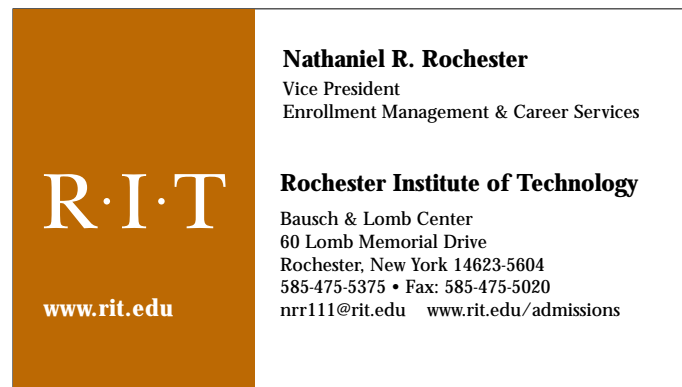 R·I·T
www.rit.edu
Nathaniel R. Rochester
Vice President
Enrollment Management & Career Services
Rochester Institute of Technology
Bausch & Lomb Center
60 Lomb Memorial Drive
Rochester, New York 14623-5604
585-475-5375 • Fax: 585-475-5020
nrr111@rit.edu www.rit.edu/admissions